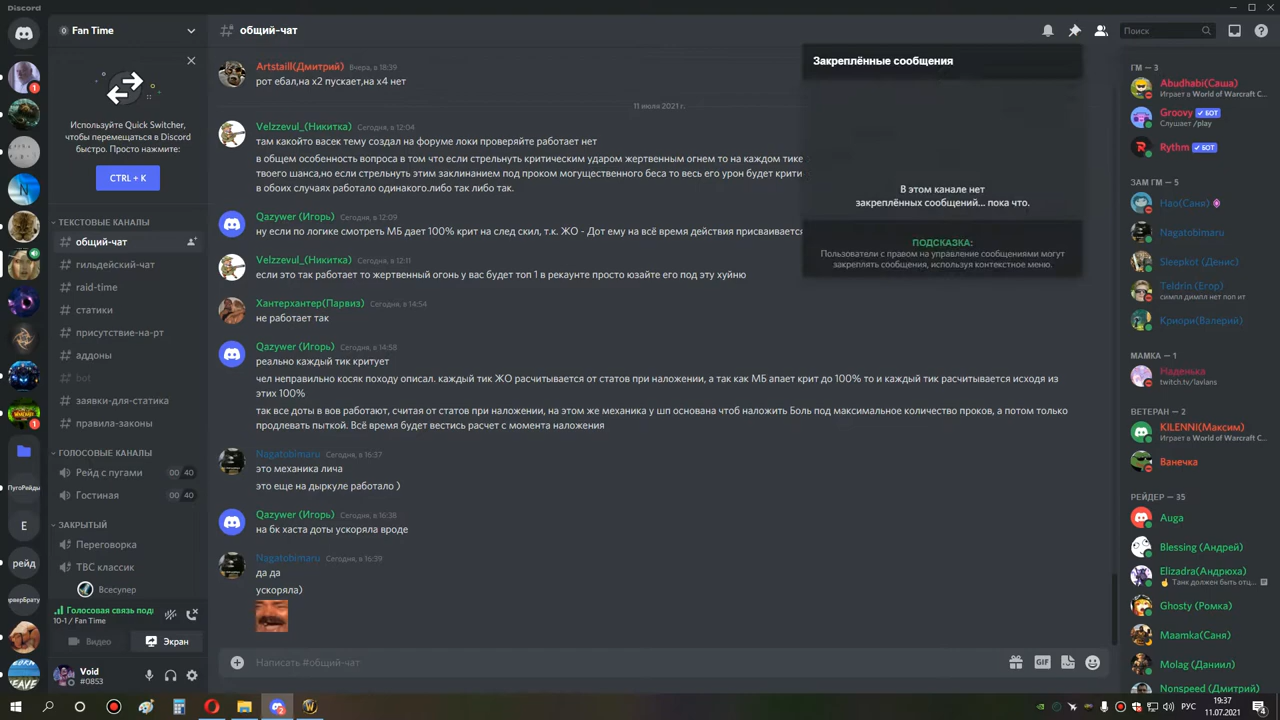 Discord
Fan Time
общий-чат
Поиск
Используйте Quick Switcher,
чтобы перемещаться в Discord
быстро. Просто нажмите:
CTRL + K
ТЕКСТОВЫЕ КАНАЛЫ
общий-чат
гильдейский-чат
raid-time
статики
присутствие-на-рт
аддоны
bot
заявки-для-статика
правила-законы
ГОЛОСОВЫЕ КАНАЛЫ
Рейд с пугами 00 40
Гостиная 00 40
ЗАКРЫТЫЙ
Переговорка
ТВС классик
Всесупер
Голосовая связь подк
10-1 / Fan Time
Видео
Экран
Void
#0853
1
1
ПугоРейды
Е
рейд
Artstaill(Дмитрий) Вчера, в 18:39
рот ебал,на х2 пускает,на х4 нет
11 июля 2021 г.
Velzzevul_(Никитка) Сегодня, в 12:04
там какойто васек тему создал на форуме локи проверяйте работает нет
в общем особенность вопроса в том что если стрельнуть критическим ударом жертвенным огнем то на каждом тике
твоего шанса,но если стрельнуть этим заклинанием под проком могущественного беса то весь его урон будет крити
в обоих случаях работало одинакого.либо так либо так.
Qazywer (Игорь) Сегодня, в 12:09
ну если по логике смотреть МБ дает 100% крит на след скил, т.к. ЖО - Дот ему на всё время действия присваивается
Velzzevul_(Никитка) Сегодня, в 12:11
если это так работает то жертвенный огонь у вас будет топ 1 в рекаунте просто юзайте его под эту хуйню
Хантерхантер(Парвиз) Сегодня, в 14:54
не работает так
Qazywer (Игорь) Сегодня, в 14:58
реально каждый тик критует
чел неправильно косяк походу описал. каждый тик ЖО расчитывается от статов при наложении, а так как МБ апает крит до 100% то и каждый тик расчитывается исходя из
этих 100%
так все доты в вов работают, считая от статов при наложении, на этом же механика у шп основана чтоб наложить Боль под максимальное количество проков, а потом только
продлевать пыткой. Всё время будет вестись расчет с момента наложения
Nagatobimaru Сегодня, в 16:37
это механика лича
это еще на дыркуле работало )
Qazywer (Игорь) Сегодня, в 16:38
на бк хаста доты ускоряла вроде
Nagatobimaru Сегодня, в 16:39
да да
ускоряла)
Написать #общий-чат
GIF
Закреплённые сообщения
В этом канале нет
закреплённых сообщений... пока что.
ПОДСКАЗКА:
Пользователи с правом на управление сообщениями могут
закреплять сообщения, используя контекстное меню.
ГМ — 3
Abudhabi(Саша)
Играет в World of Warcraft C...
Groovy БОТ
Слушает /play
Rythm БОТ
ЗАМ ГМ — 5
Нао(Саня)
Nagatobimaru
Sleepkot (Денис)
Teldrin (Егор)
симпл димпл нет поп ит
Криори(Валерий)
МАМКА — 1
Маденька
twitch.tv/lavlans
ВЕТЕРАН — 2
KILENNI(Максим)
Играет в World of Warcraft C...
Ванечка
РЕЙДЕР — 35
Auga
Blessing (Андрей)
Elizadra(Андрюха)
Танк должен быть отц...
Ghosty (Ромка)
Maamka(Саня)
Molag (Даниил)
Nonspeed (Дмитрий)
РУС
19:37
11.07.2021
4